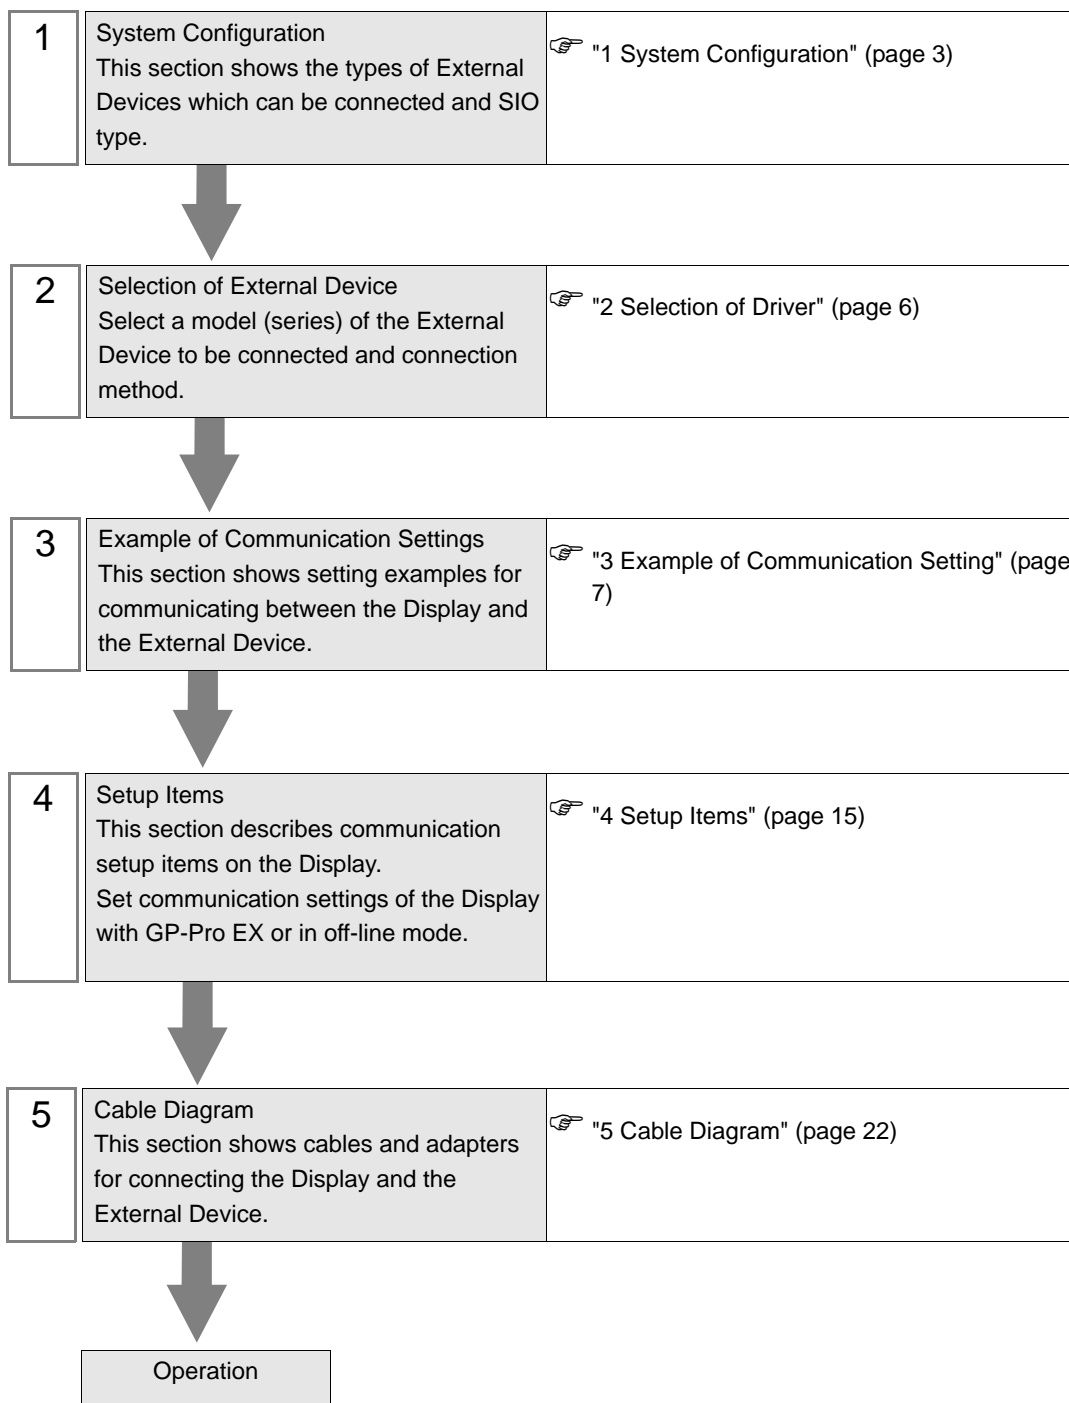 1
System Configuration
This section shows the types of External
Devices which can be connected and SIO
type.
"1 System Configuration" (page 3)
2
Selection of External Device
Select a model (series) of the External
Device to be connected and connection
method.
"2 Selection of Driver" (page 6)
3
Example of Communication Settings
This section shows setting examples for
communicating between the Display and
the External Device.
"3 Example of Communication Setting" (page
7)
4
Setup Items
This section describes communication
setup items on the Display.
Set communication settings of the Display
with GP-Pro EX or in off-line mode.
"4 Setup Items" (page 15)
5
Cable Diagram
This section shows cables and adapters
for connecting the Display and the
External Device.
"5 Cable Diagram" (page 22)
Operation